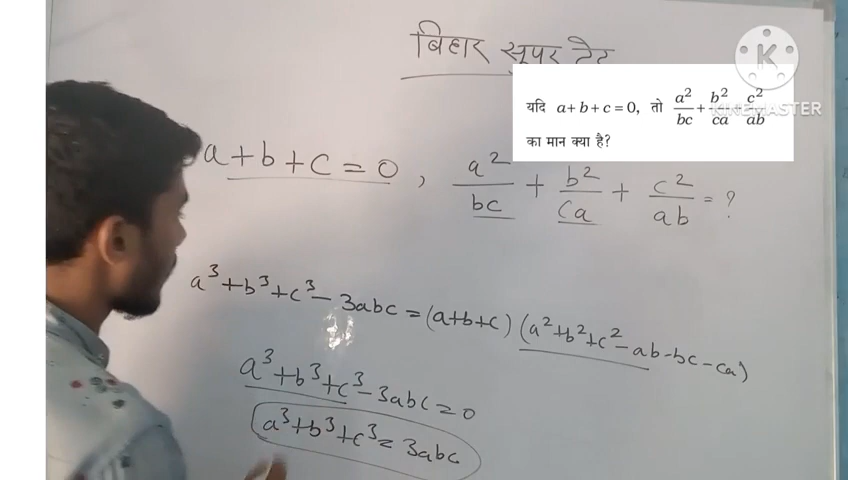 बिहार सूपर टेट
K
KINEMASTER
यदि a+b+c=0, तो a²/bc + b²/ca + c²/ab
का मान क्या है?
a+b+c=0, a²/bc + b²/ca + c²/ab = ?
a³+b³+c³-3abc = (a+b+c) (a²+b²+c²-ab-bc-ca)
a³+b³+c³-3abc=0
a³+b³+c³=3abc